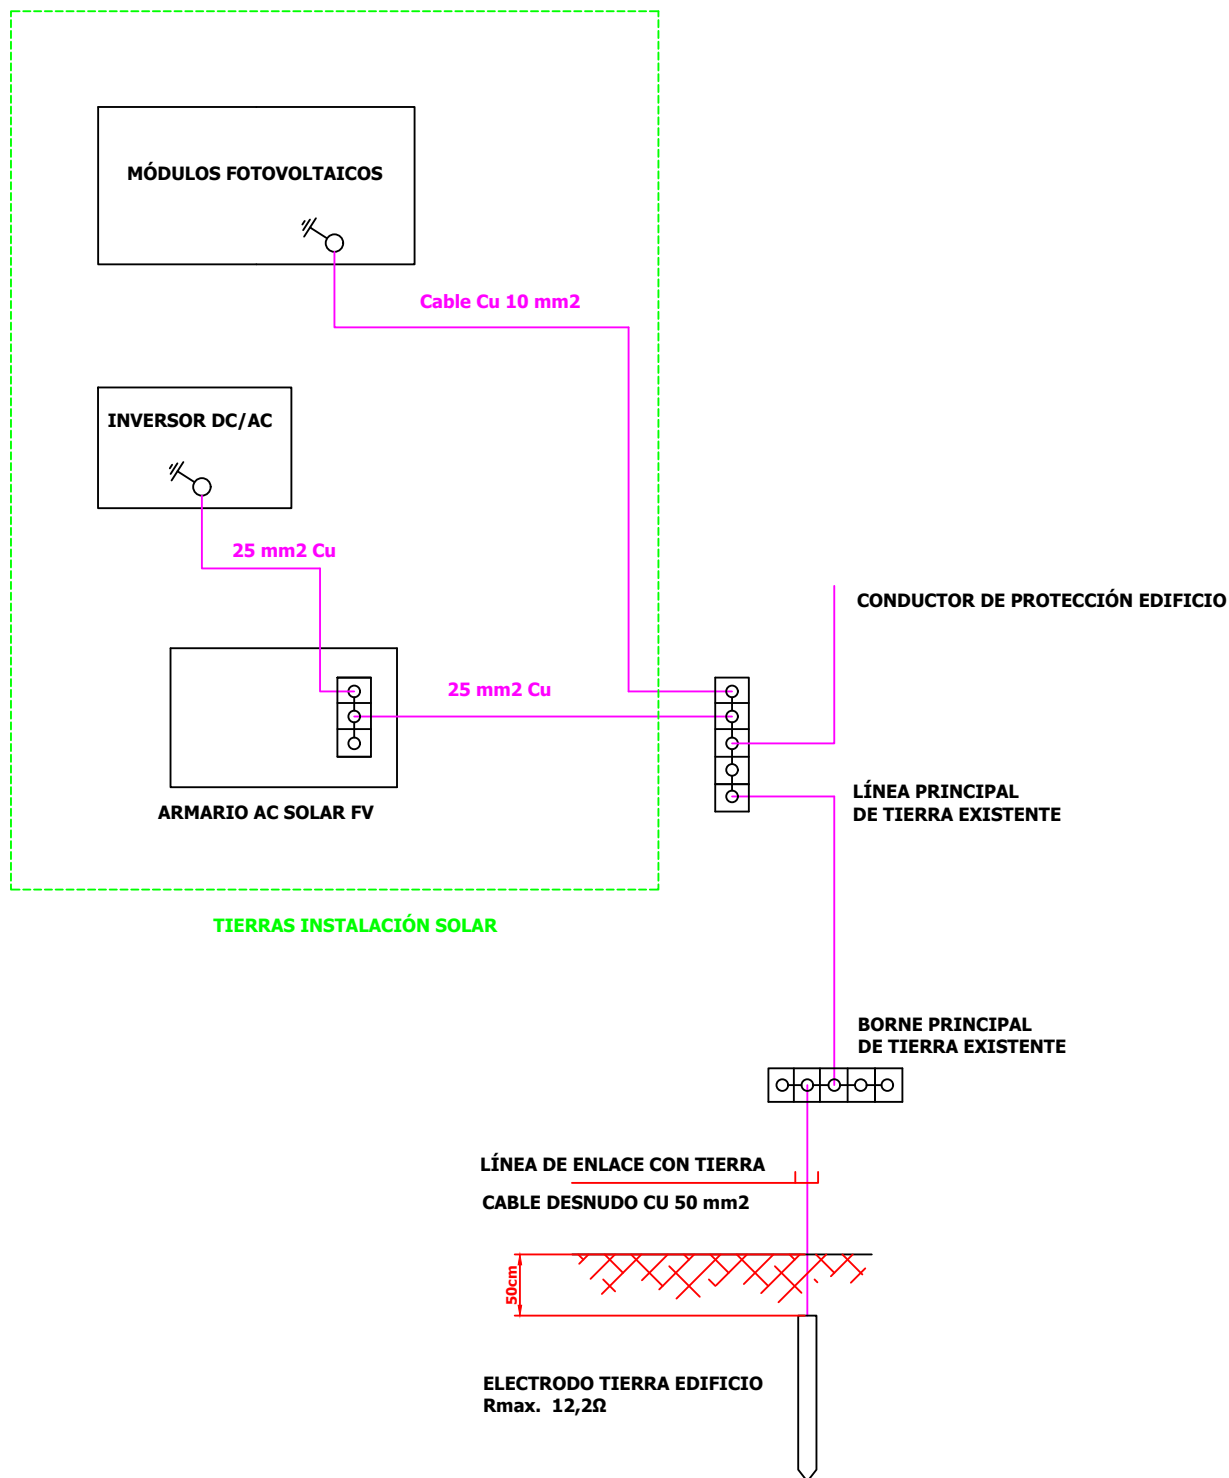 MÓDULOS FOTOVOLTAICOS
Cable Cu 10 mm2
INVERSOR DC/AC
25 mm2 Cu
CONDUCTOR DE PROTECCIÓN EDIFICIO
25 mm2 Cu
LÍNEA PRINCIPAL
DE TIERRA EXISTENTE
ARMARIO AC SOLAR FV
TIERRAS INSTALACIÓN SOLAR
BORNE PRINCIPAL
DE TIERRA EXISTENTE
LÍNEA DE ENLACE CON TIERRA
CABLE DESNUDO CU 50 mm2
50cm
ELECTRODO TIERRA EDIFICIO
Rmax. 12,2Ω